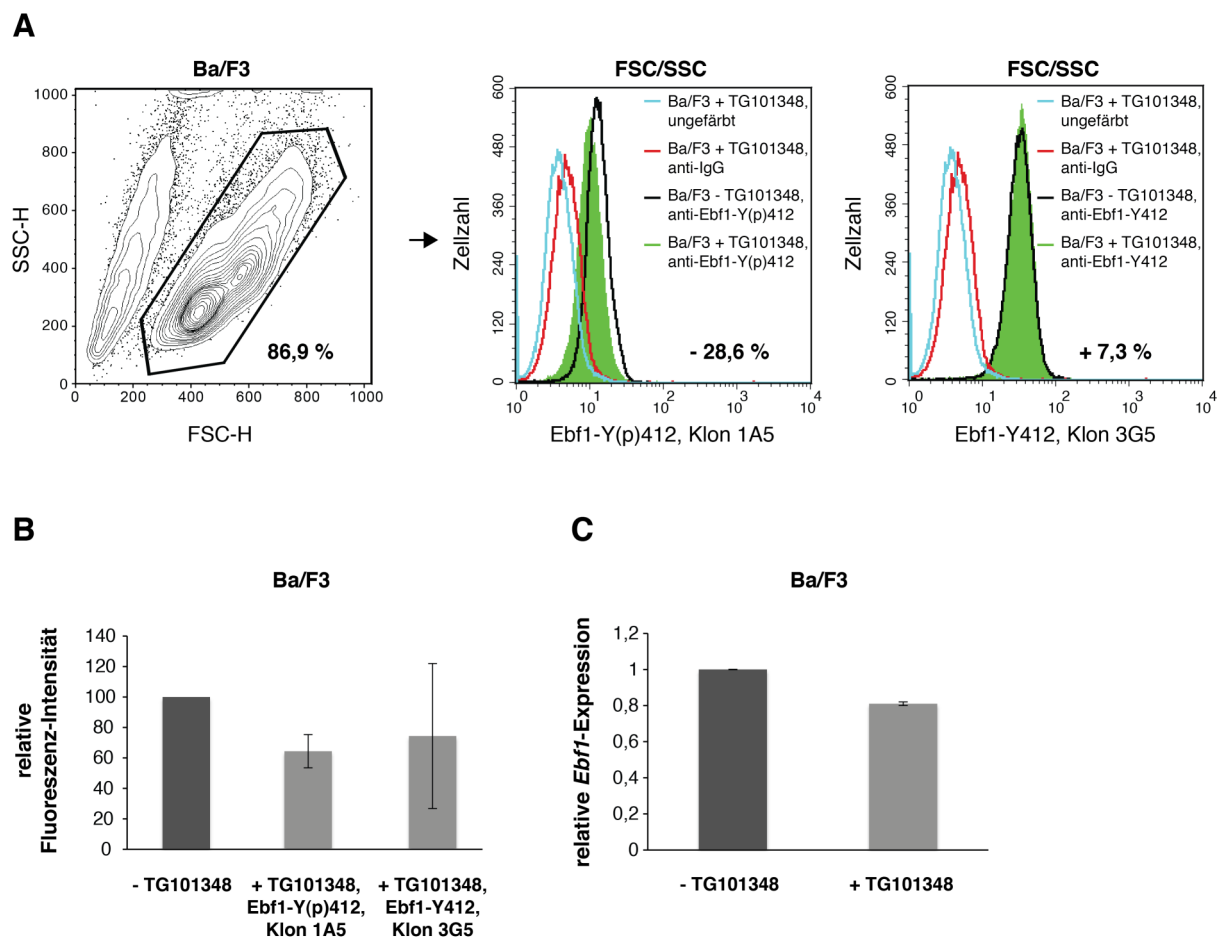 A
Ba/F3
1000
800
600
400
200
0
SSC-H
0 200 400 600 800 1000
FSC-H
86,9 %
FSC/SSC
600
480
360
240
120
0
Zellzahl
Ba/F3 + TG101348,
ungefärbt
Ba/F3 + TG101348,
anti-IgG
Ba/F3 - TG101348,
anti-Ebf1-Y(p)412
Ba/F3 + TG101348,
anti-Ebf1-Y(p)412
- 28,6 %
10 0 10 1 10 2 10 3 10 4
Ebf1-Y(p)412, Klon 1A5
FSC/SSC
600
480
360
240
120
0
Zellzahl
Ba/F3 + TG101348,
ungefärbt
Ba/F3 + TG101348,
anti-IgG
Ba/F3 - TG101348,
anti-Ebf1-Y412
Ba/F3 + TG101348,
anti-Ebf1-Y412
+ 7,3 %
10 0 10 1 10 2 10 3 10 4
Ebf1-Y412, Klon 3G5
B
Ba/F3
relative
Fluoreszenz-Intensität
140
120
100
80
60
40
20
0
- TG101348
+ TG101348,
Ebf1-Y(p)412,
Klon 1A5
+ TG101348,
Ebf1-Y412,
Klon 3G5
C
Ba/F3
relative Ebf1-Expression
1,2
1
0,8
0,6
0,4
0,2
0
- TG101348
+ TG101348